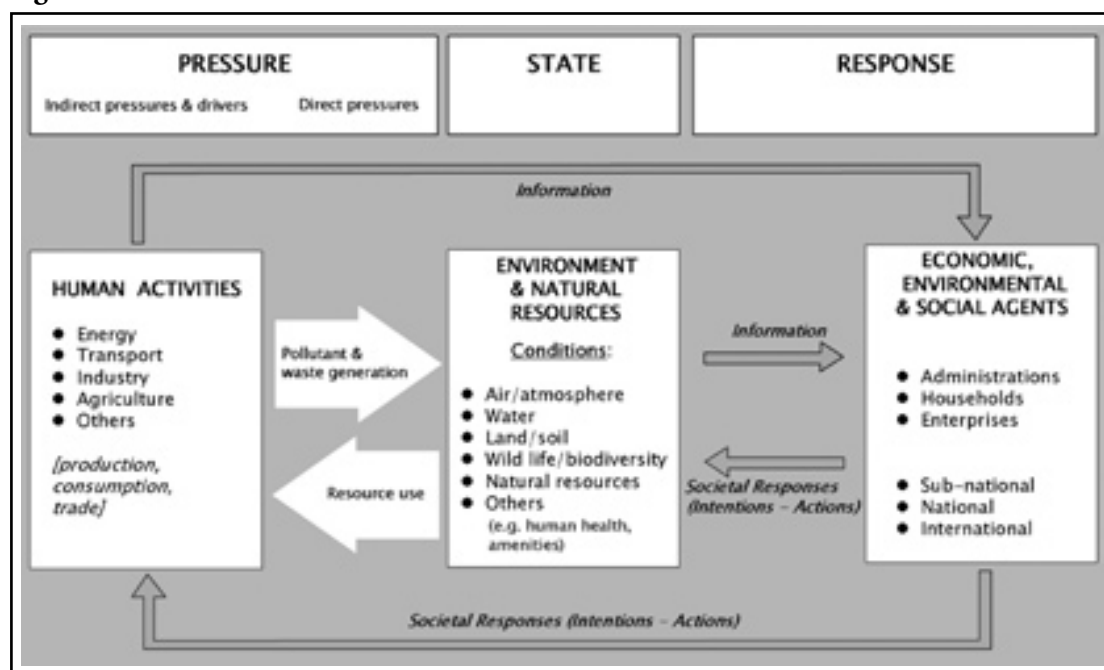 PRESSURE
Indirect pressures & drivers
Direct pressures
STATE
RESPONSE
Information
HUMAN ACTIVITIES
● Energy
● Transport
● Industry
● Agriculture
● Others
[production,
consumption,
trade]
Pollutant &
waste generation
Resource use
ENVIRONMENT
& NATURAL
RESOURCES
Conditions:
● Air/atmosphere
● Water
● Land/soil
● Wild life/biodiversity
● Natural resources
● Others
(e.g. human health,
amenities)
Information
Societal Responses
(Intentions – Actions)
ECONOMIC,
ENVIRONMENTAL
& SOCIAL AGENTS
● Administrations
● Households
● Enterprises
● Sub-national
● National
● International
Societal Responses (Intentions – Actions)